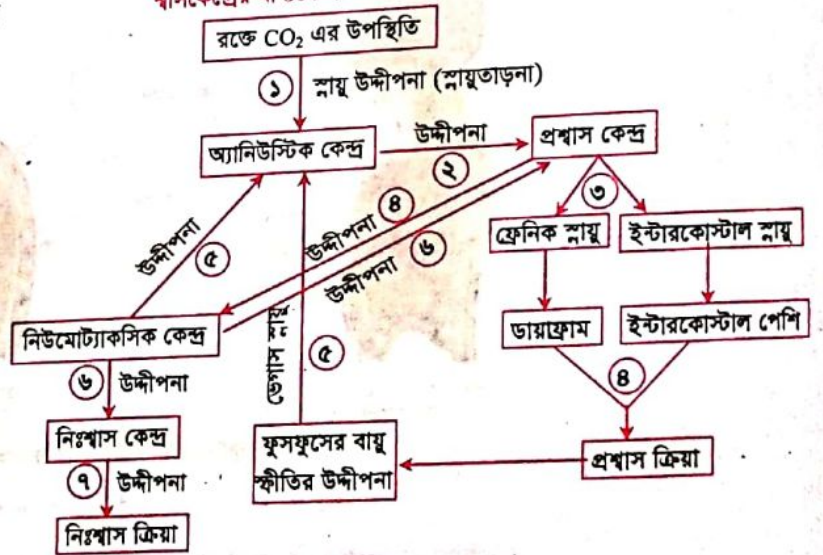 রক্তে CO₂ এর উপস্থিতি
১ স্নায়ু উদ্দীপনা (স্নায়ুতাড়না)
অ্যানিউস্টিক কেন্দ্র
উদ্দীপনা
২
প্রশ্বাস কেন্দ্র
৩
ফ্রেনিক স্নায়ু
ইন্টারকোস্টাল স্নায়ু
উদ্দীপনা ৪
উদ্দীপনা ৬
উদ্দীপনা
৫
নিউমোট্যাকসিক কেন্দ্র
ভেগাস স্নায়ু
৫
ডায়াফ্রাম
ইন্টারকোস্টাল পেশি
৪
৬ উদ্দীপনা
নিঃশ্বাস কেন্দ্র
ফুসফুসের বায়ু
স্ফীতির উদ্দীপনা
প্রশ্বাস ক্রিয়া
৭ উদ্দীপনা
নিঃশ্বাস ক্রিয়া